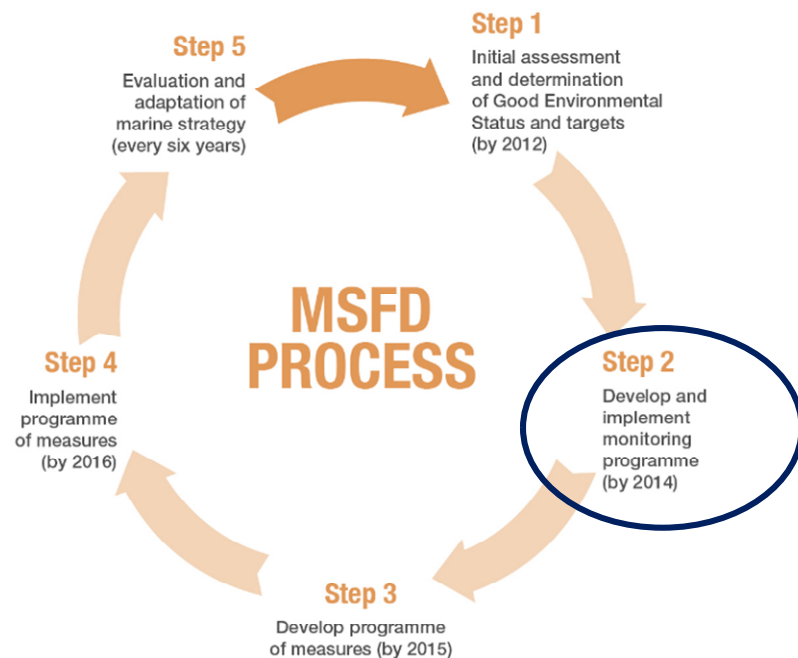 MSFD
PROCESS
Step 1
Initial assessment
and determination
of Good Environmental
Status and targets
(by 2012)
Step 2
Develop and
implement
monitoring
programme
(by 2014)
Step 3
Develop programme
of measures (by 2015)
Step 4
Implement
programme
of measures
(by 2016)
Step 5
Evaluation and
adaptation of
marine strategy
(every six years)